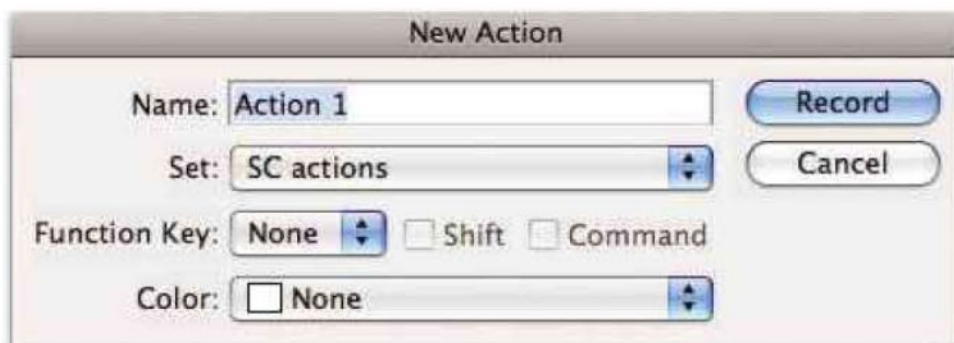 New Action
Name: Action 1 Record
Set: SC actions Cancel
Function Key: None Shift Command
Color: None